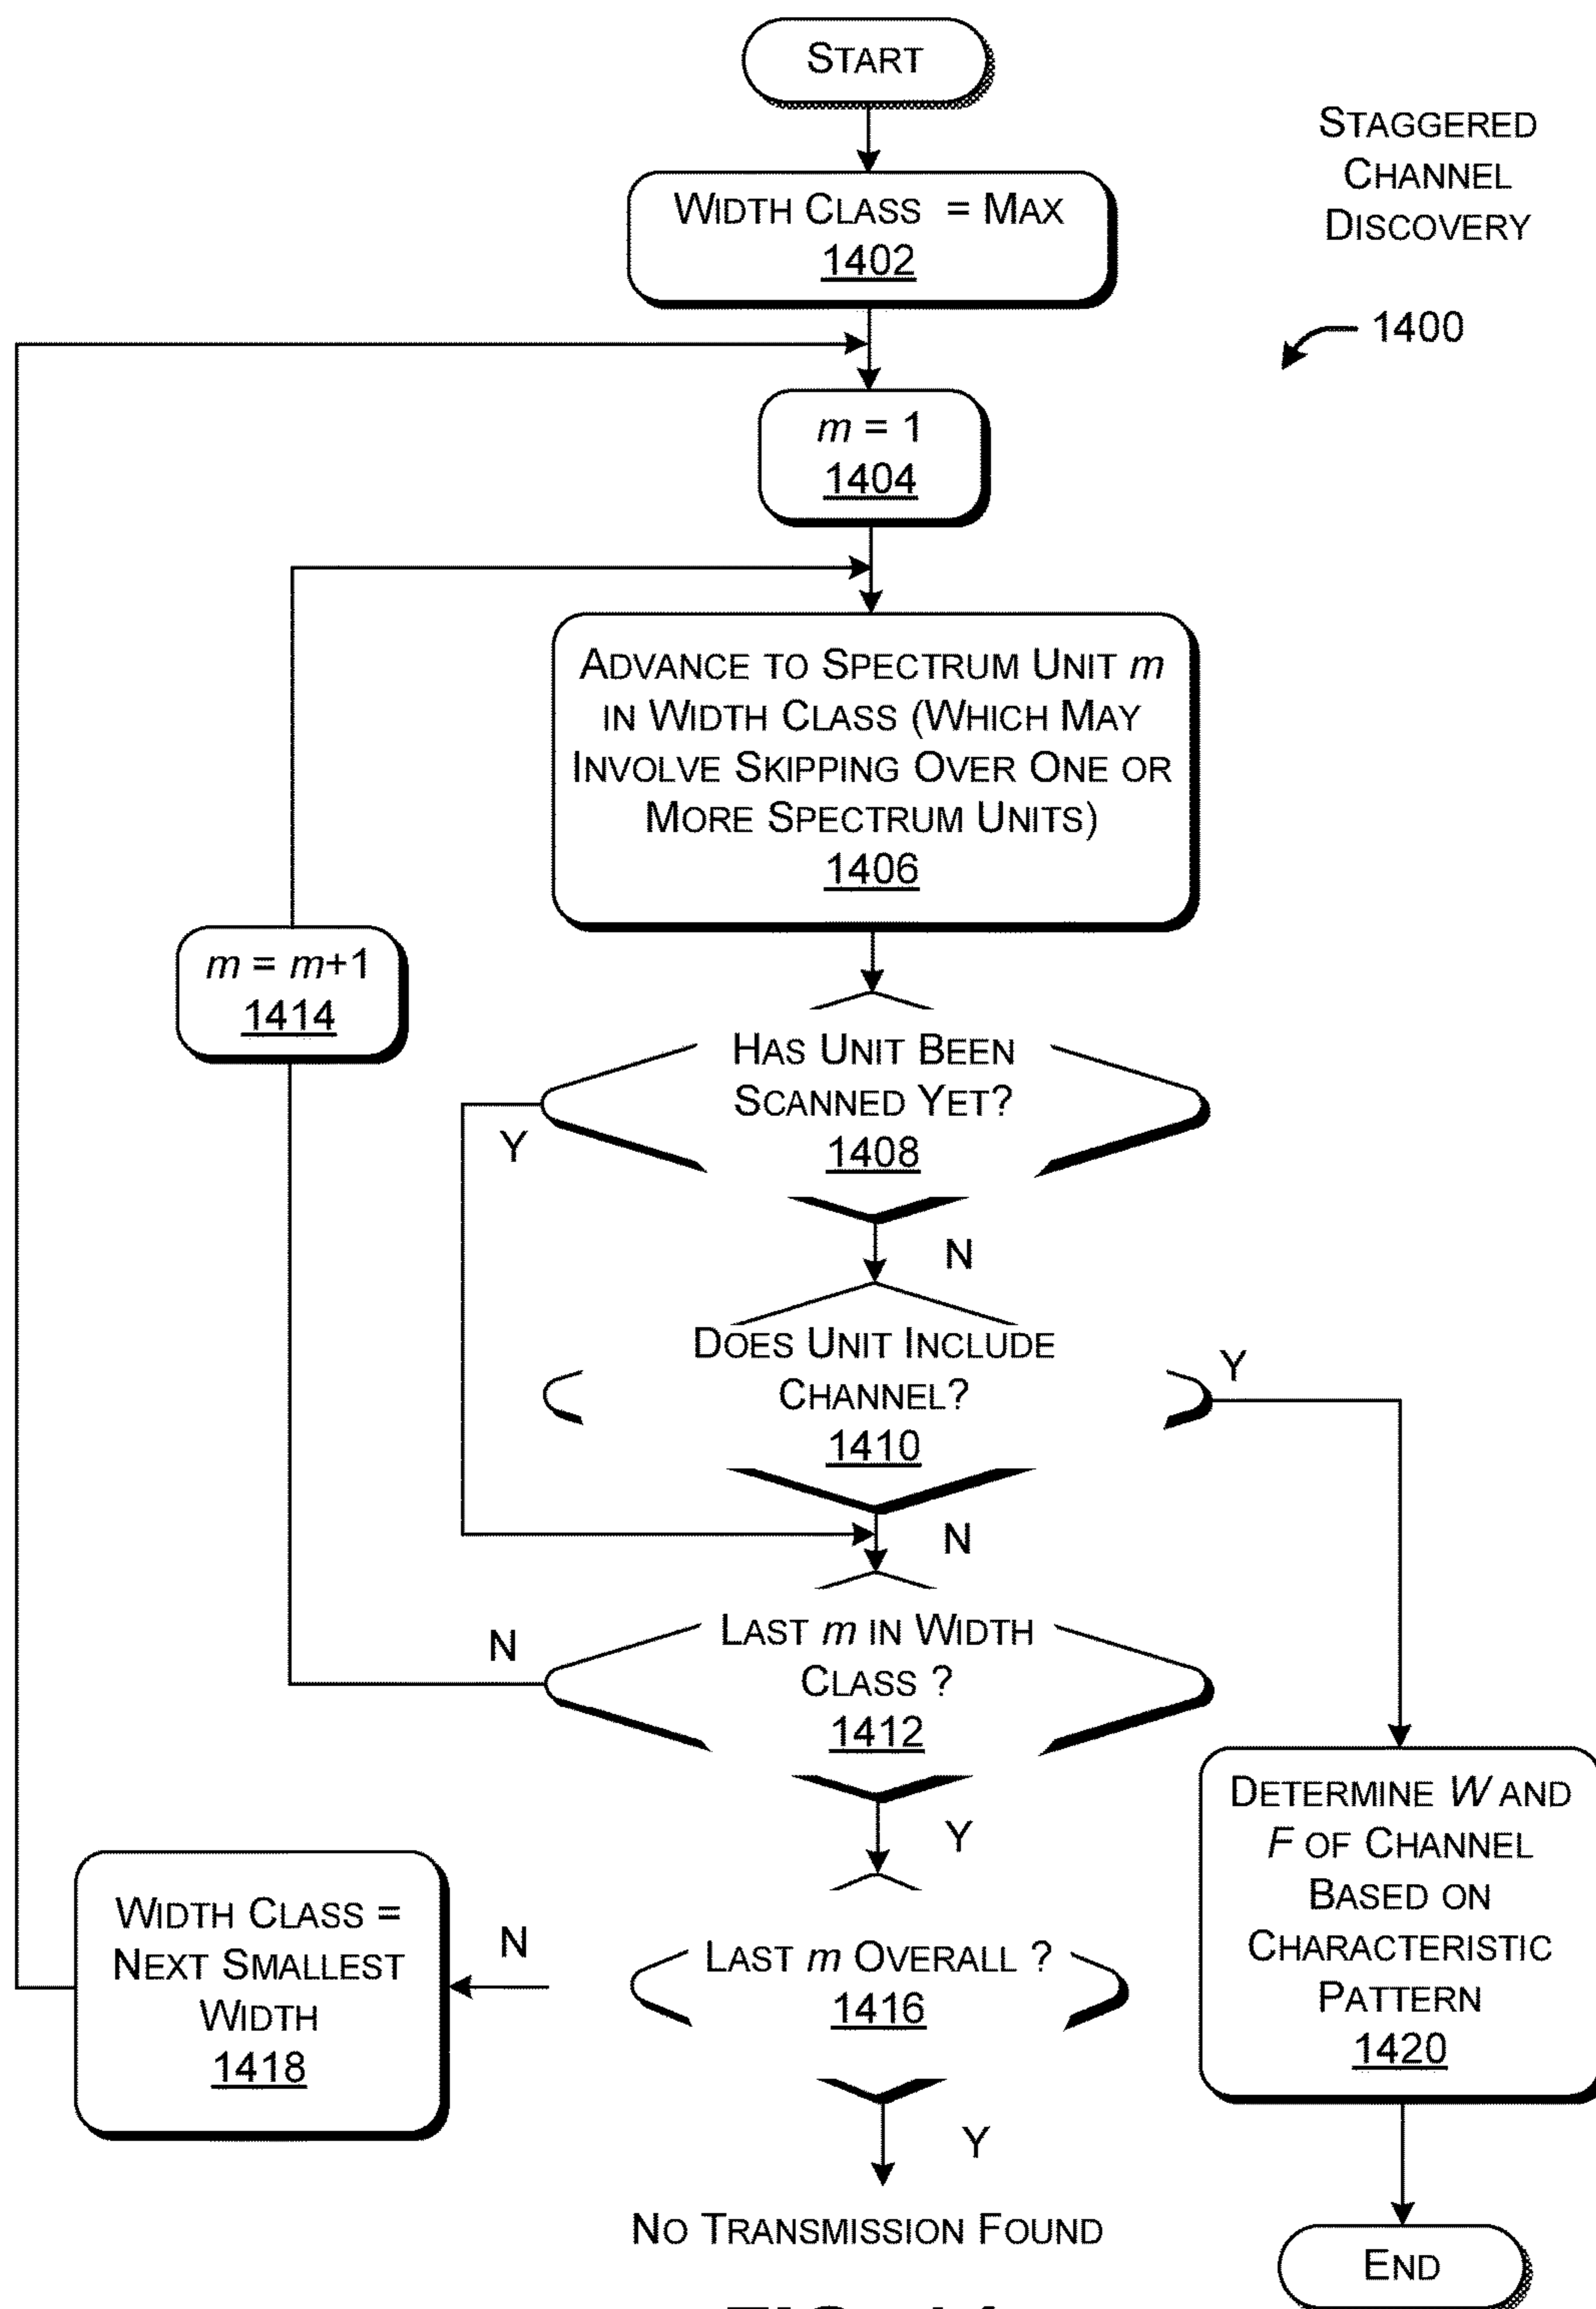 START
STAGGERED
CHANNEL
DISCOVERY
WIDTH CLASS = MAX
1402
1400
m = 1
1404
ADVANCE TO SPECTRUM UNIT m
IN WIDTH CLASS (WHICH MAY
INVOLVE SKIPPING OVER ONE OR
MORE SPECTRUM UNITS)
1406
m = m+1
1414
HAS UNIT BEEN
SCANNED YET?
1408
Y
N
DOES UNIT INCLUDE
CHANNEL?
1410
Y
N
LAST m IN WIDTH
CLASS ?
1412
N
Y
DETERMINE W AND
F OF CHANNEL
BASED ON
CHARACTERISTIC
PATTERN
1420
WIDTH CLASS =
NEXT SMALLEST
WIDTH
1418
N
LAST m OVERALL ?
1416
Y
NO TRANSMISSION FOUND
END